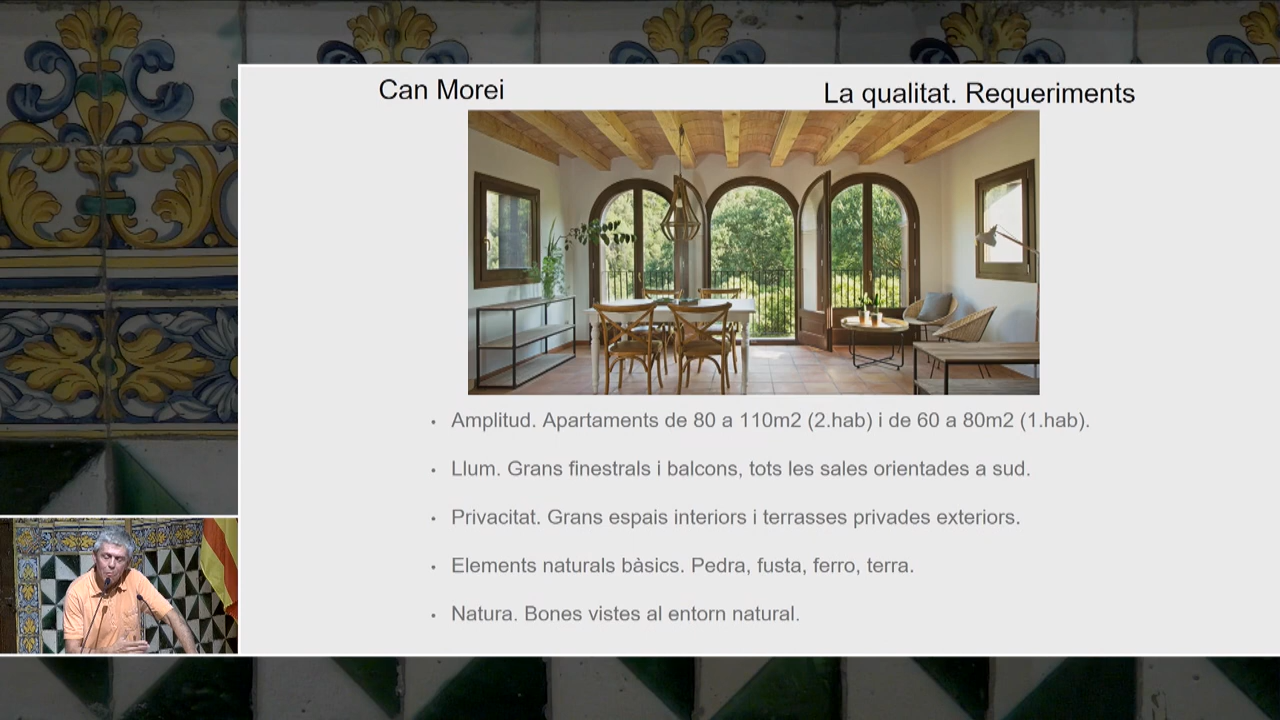 Can Morei
La qualitat. Requeriments
• Amplitud. Apartaments de 80 a 110m2 (2.hab) i de 60 a 80m2 (1.hab).
• Llum. Grans finestrals i balcons, tots les sales orientades a sud.
• Privacitat. Grans espais interiors i terrasses privades exteriors.
• Elements naturals bàsics. Pedra, fusta, ferro, terra.
• Natura. Bones vistes al entorn natural.